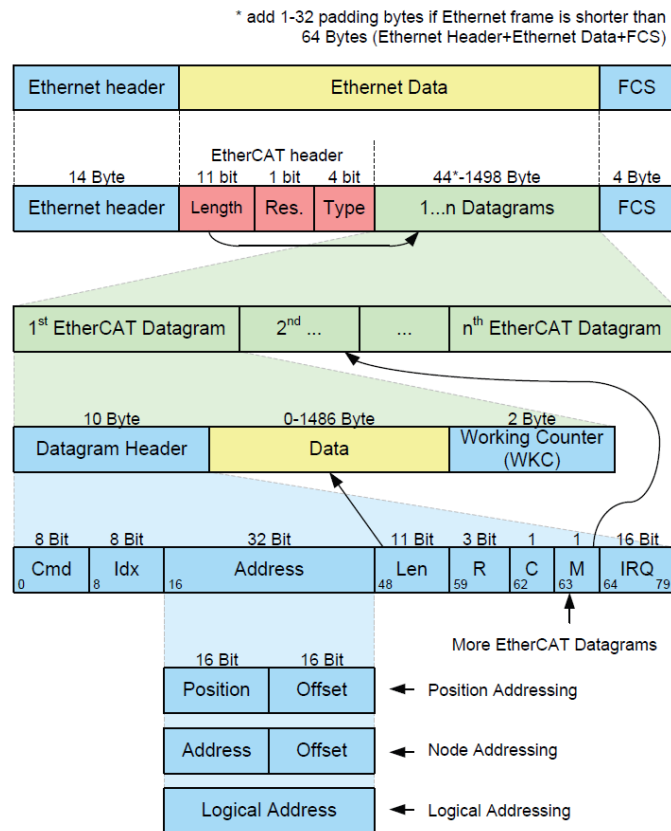 * add 1-32 padding bytes if Ethernet frame is shorter than
64 Bytes (Ethernet Header+Ethernet Data+FCS)
Ethernet header Ethernet Data FCS
EtherCAT header
14 Byte 11 bit 1 bit 4 bit 44*-1498 Byte 4 Byte
Ethernet header Length Res. Type 1...n Datagrams FCS
1st EtherCAT Datagram 2nd ... ... nth EtherCAT Datagram
10 Byte 0-1486 Byte 2 Byte
Datagram Header Data Working Counter
(WKC)
8 Bit 8 Bit 32 Bit 11 Bit 3 Bit 1 1 16 Bit
Cmd Idx Address Len R C M IRQ
0 8 16 48 59 62 63 64 79
More EtherCAT Datagrams
16 Bit 16 Bit
Position Offset Position Addressing
Address Offset Node Addressing
Logical Address Logical Addressing